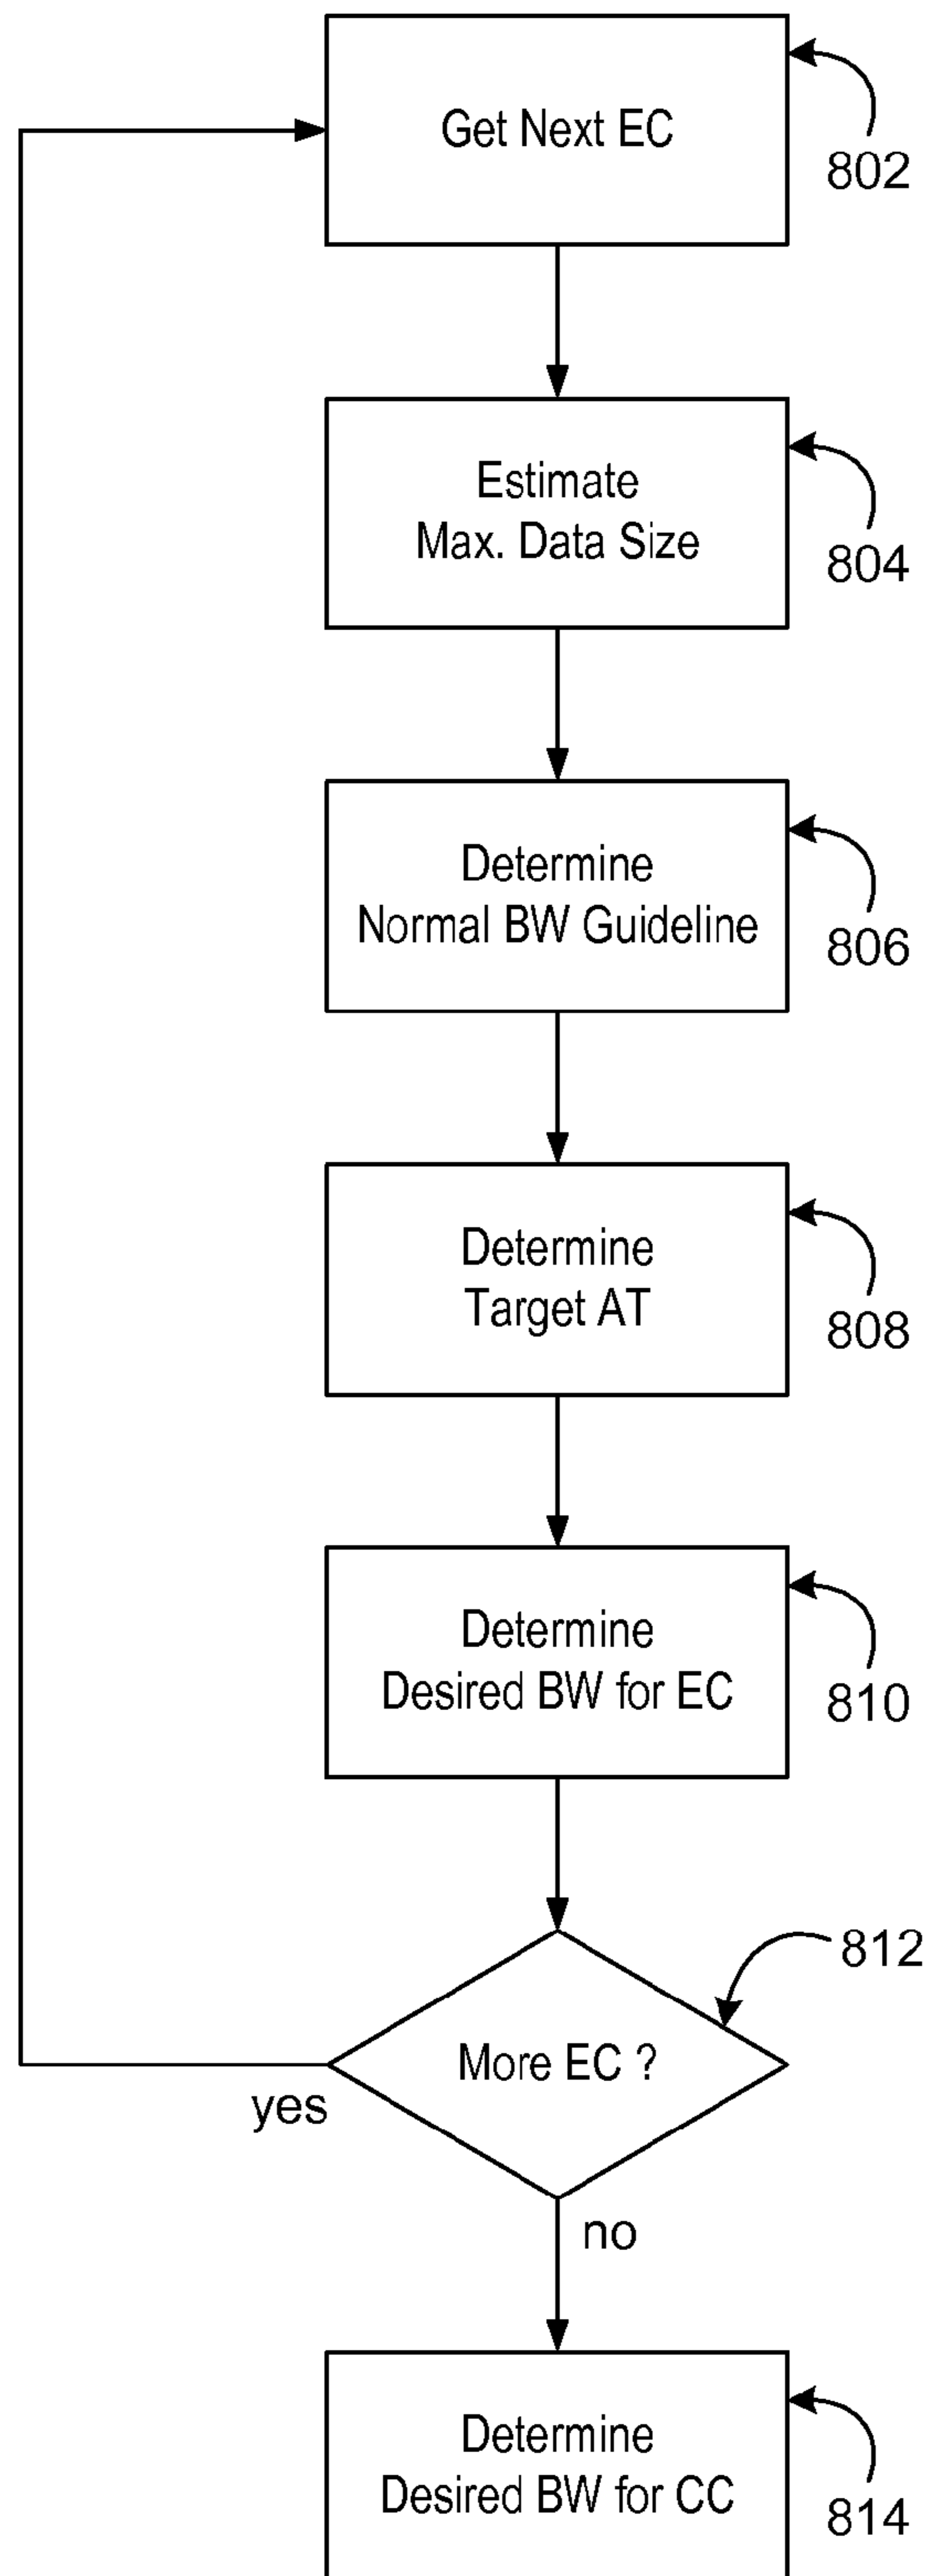 Get Next EC
802
Estimate
Max. Data Size
804
Determine
Normal BW Guideline
806
Determine
Target AT
808
Determine
Desired BW for EC
810
812
More EC ?
yes
no
Determine
Desired BW for CC
814